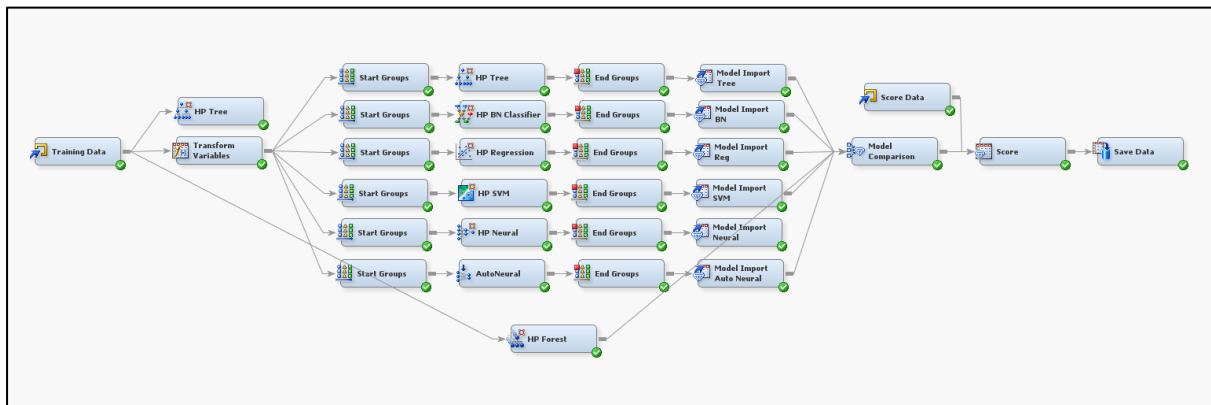 Training Data
HP Tree
Transform
Variables
Start Groups
HP Tree
End Groups
Model Import
Tree
Start Groups
HP BN Classifier
End Groups
Model Import
BN
Start Groups
HP Regression
End Groups
Model Import
Reg
Start Groups
HP SVM
End Groups
Model Import
SVM
Start Groups
HP Neural
End Groups
Model Import
Neural
Start Groups
AutoNeural
End Groups
Model Import
Auto Neural
HP Forest
Score Data
Model
Comparison
Score
Save Data